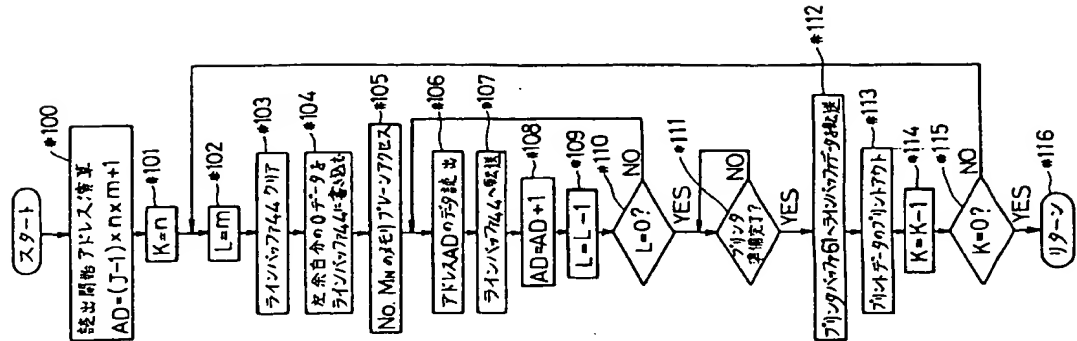 スタート
#100
読出開始アドレス演算
AD=(J-1)×n×m+1
#101
K=n
#102
L=m
#103
ラインバッファ44クリア
#104
左余白分の0データを
ラインバッファ44に書き込む
#105
No. MNのメモリプレーンアクセス
#106
アドレスADのデータ読出
#107
ラインバッファ44へ転送
#108
AD=AD+1
#109
L=L-1
#110
L=0?
NO
YES
#111
プリンタ
準備完了?
NO
YES
#112
プリンタバッファ61へラインバッファデータを転送
#113
プリントデータのプリントアウト
#114
K=K-1
#115
K=0?
NO
YES
#116
リターン